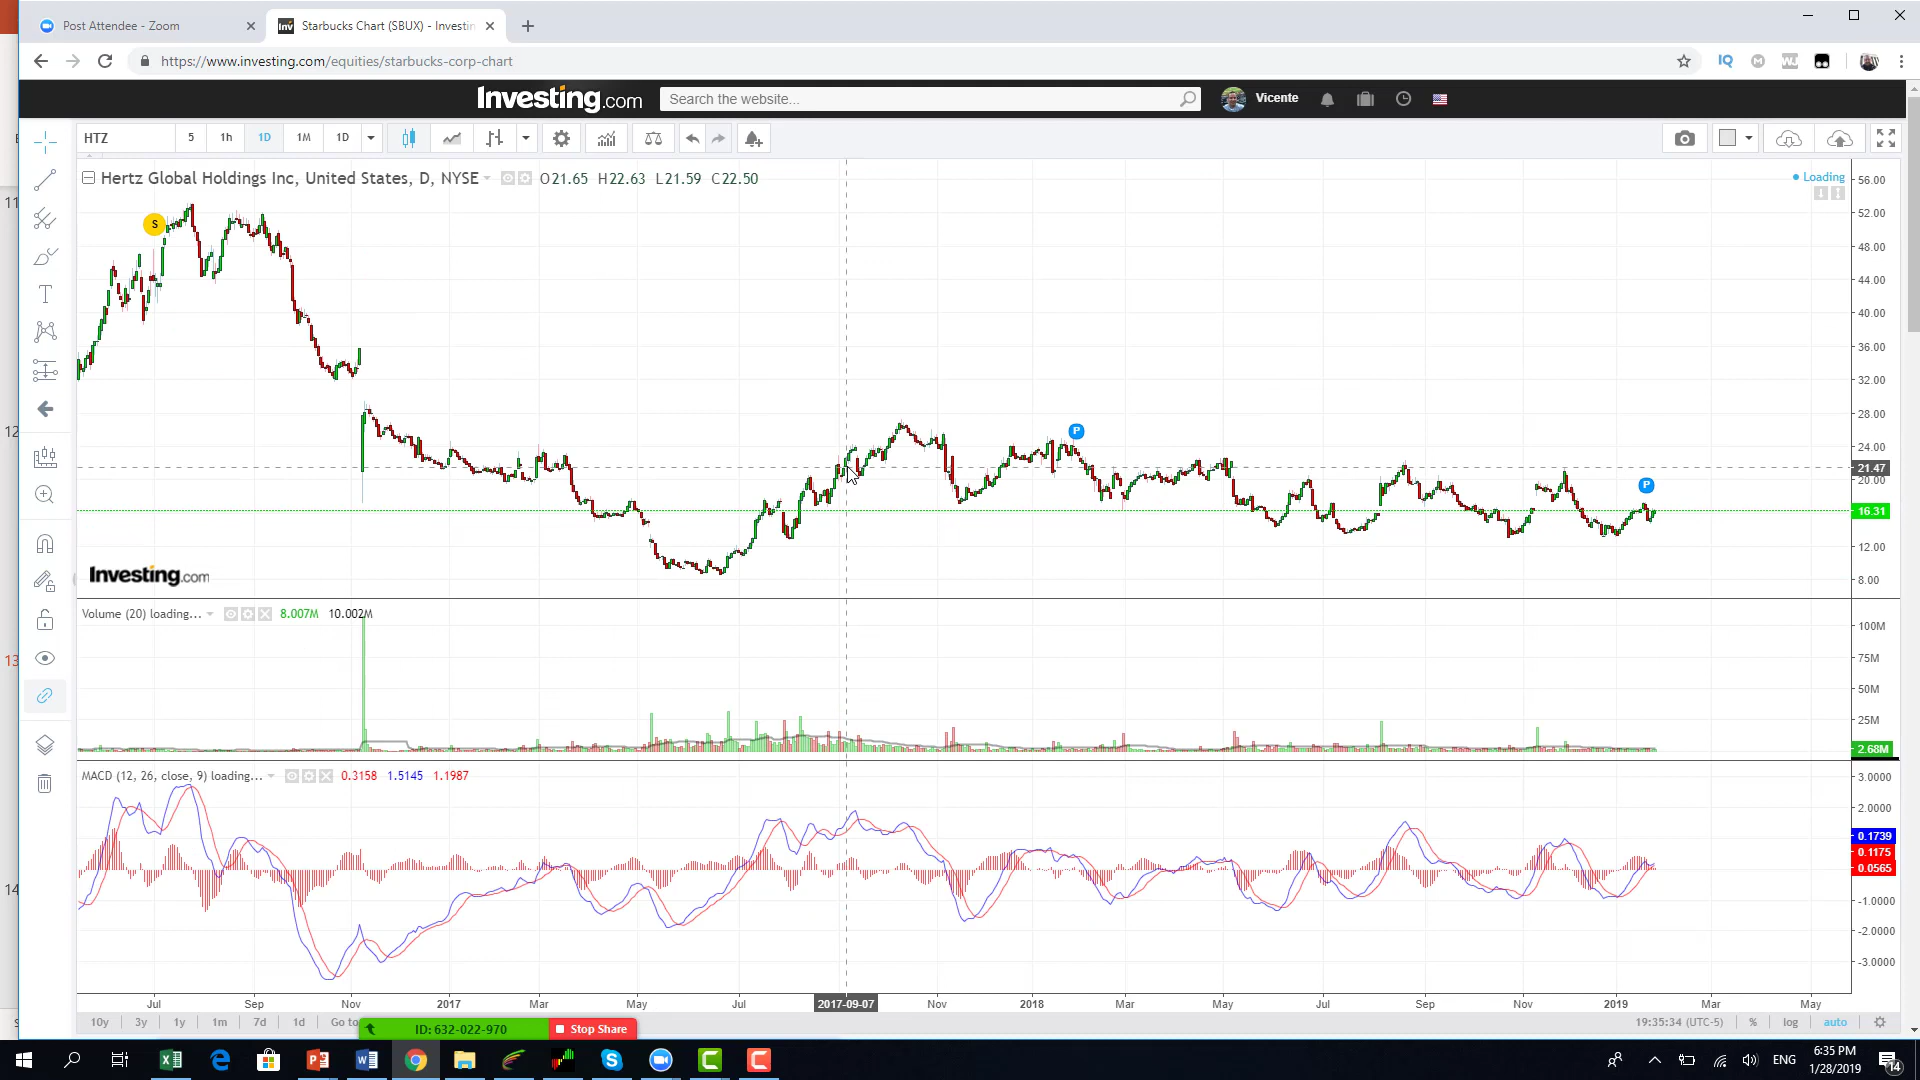 Post Attendee - Zoom
Starbucks Chart (SBUX) - Investin
https://www.investing.com/equities/starbucks-corp-chart
Investing.com
Search the website...
Vicente
HTZ 5 1h 1D 1M 1D
Hertz Global Holdings Inc, United States, D, NYSE O21.65 H22.63 L21.59 C22.50
Loading
S
P
P
56.00
52.00
48.00
44.00
40.00
36.00
32.00
28.00
24.00
21.47
20.00
16.31
12.00
8.00
Investing.com
Volume (20) loading... 8.007M 10.002M
100M
75M
50M
25M
2.68M
MACD (12, 26, close, 9) loading... 0.3158 1.5145 1.1987
3.0000
2.0000
0.1739
0.1175
0.0565
-1.0000
-2.0000
-3.0000
11
12
13
14
Jul Sep Nov 2017 Mar May Jul 2017-09-07 Nov 2018 Mar May Jul Sep Nov 2019 Mar May
10y 3y 1y 1m 7d 1d Go to
ID: 632-022-970 Stop Share
19:35:34 (UTC-5) % log auto
ENG
6:35 PM
1/28/2019
14